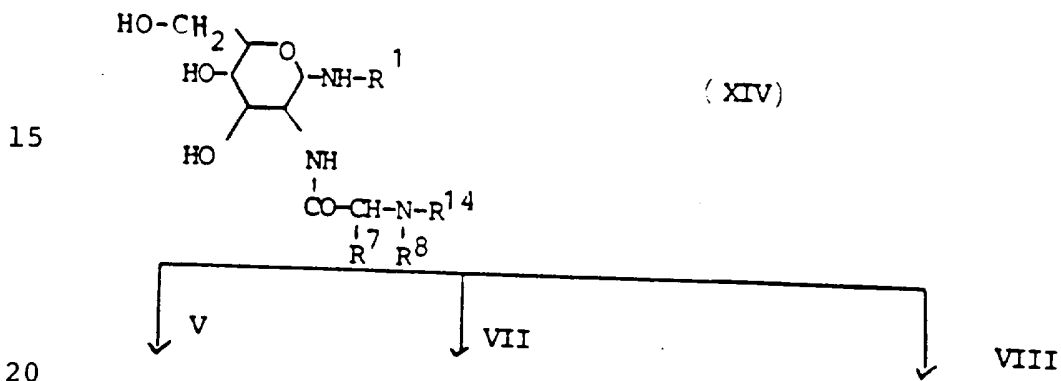 HO-CH2
O
HO
NH-R1
(XIV)
15
HO
NH
CO-CH-N-R14
R7 R8
V
VII
VIII
20